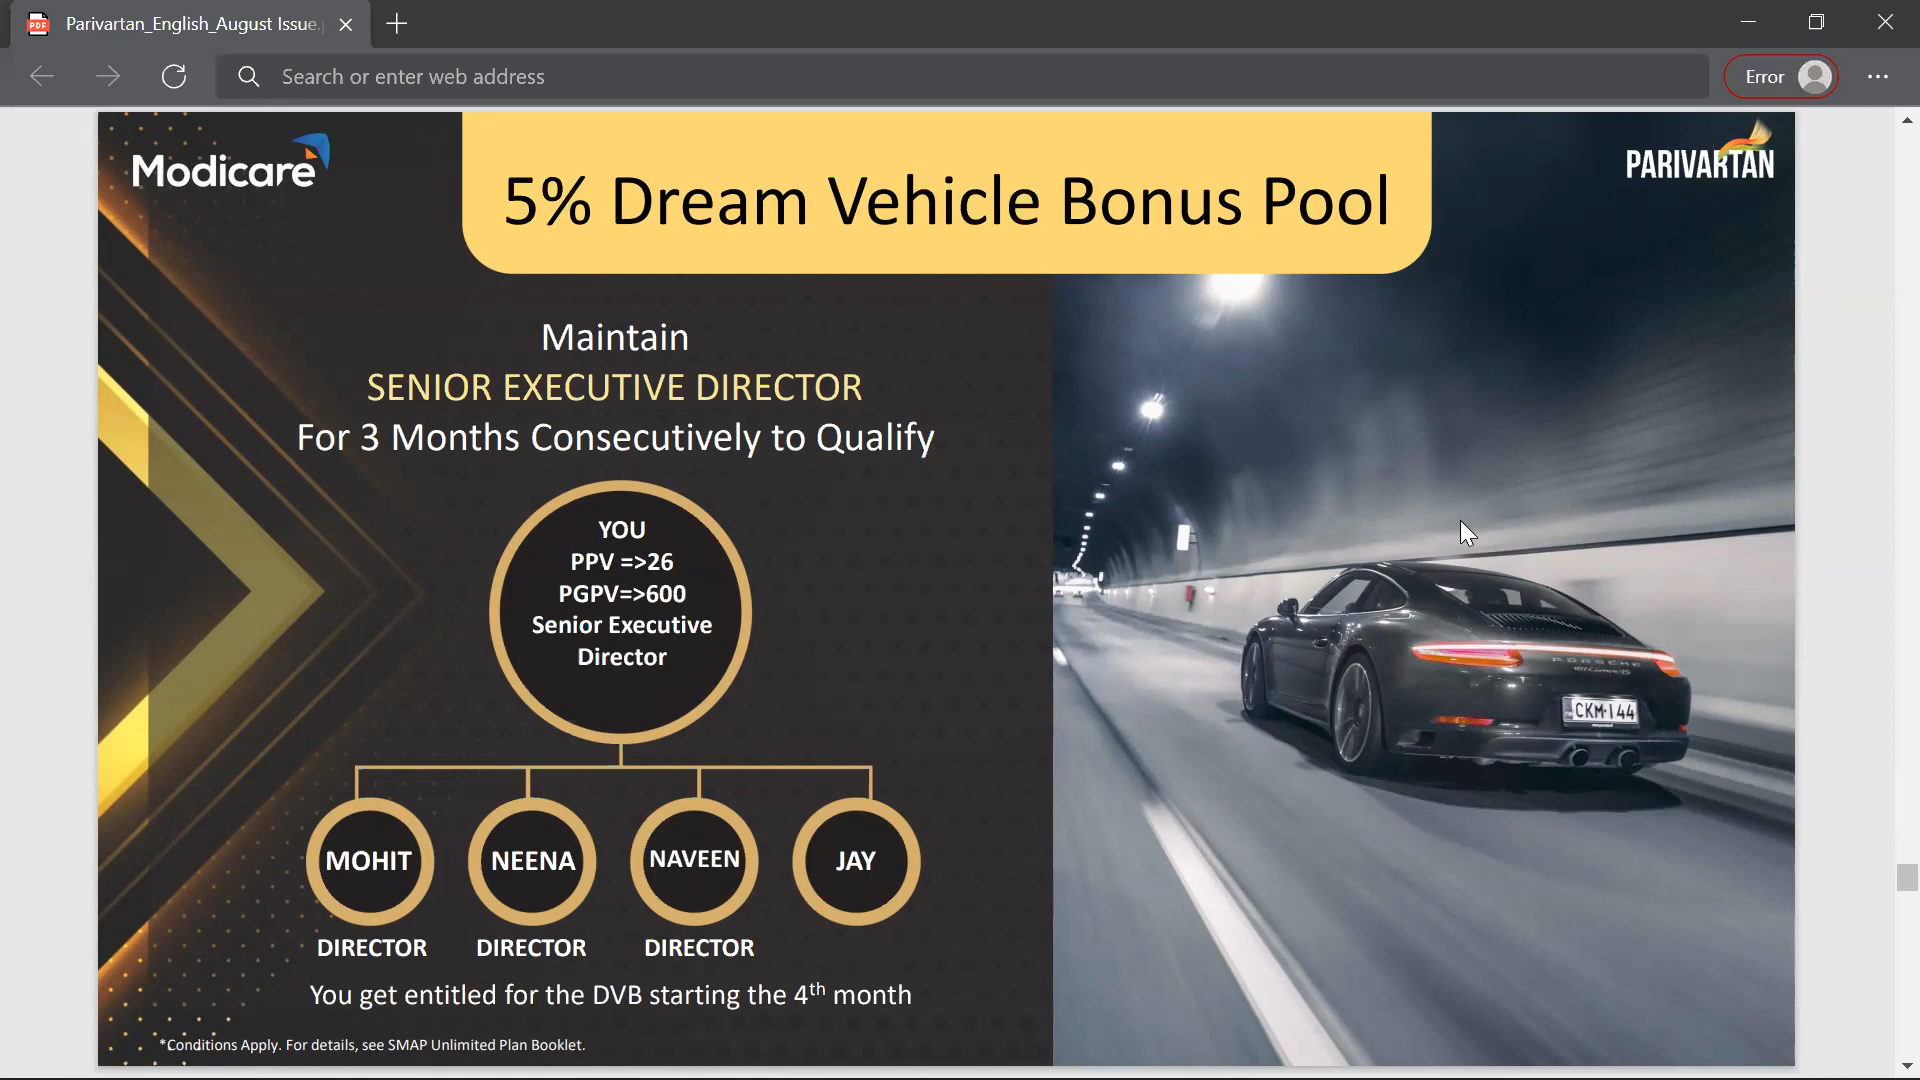 Parivartan_English_August Issue.
Search or enter web address
Error
Modicare
PARIVARTAN
5% Dream Vehicle Bonus Pool
Maintain
SENIOR EXECUTIVE DIRECTOR
For 3 Months Consecutively to Qualify
YOU
PPV =>26
PGPV=>600
Senior Executive
Director
MOHIT
NEENA
NAVEEN
JAY
DIRECTOR
DIRECTOR
DIRECTOR
You get entitled for the DVB starting the 4th month
*Conditions Apply. For details, see SMAP Unlimited Plan Booklet.
PORSCHE
CKM·144